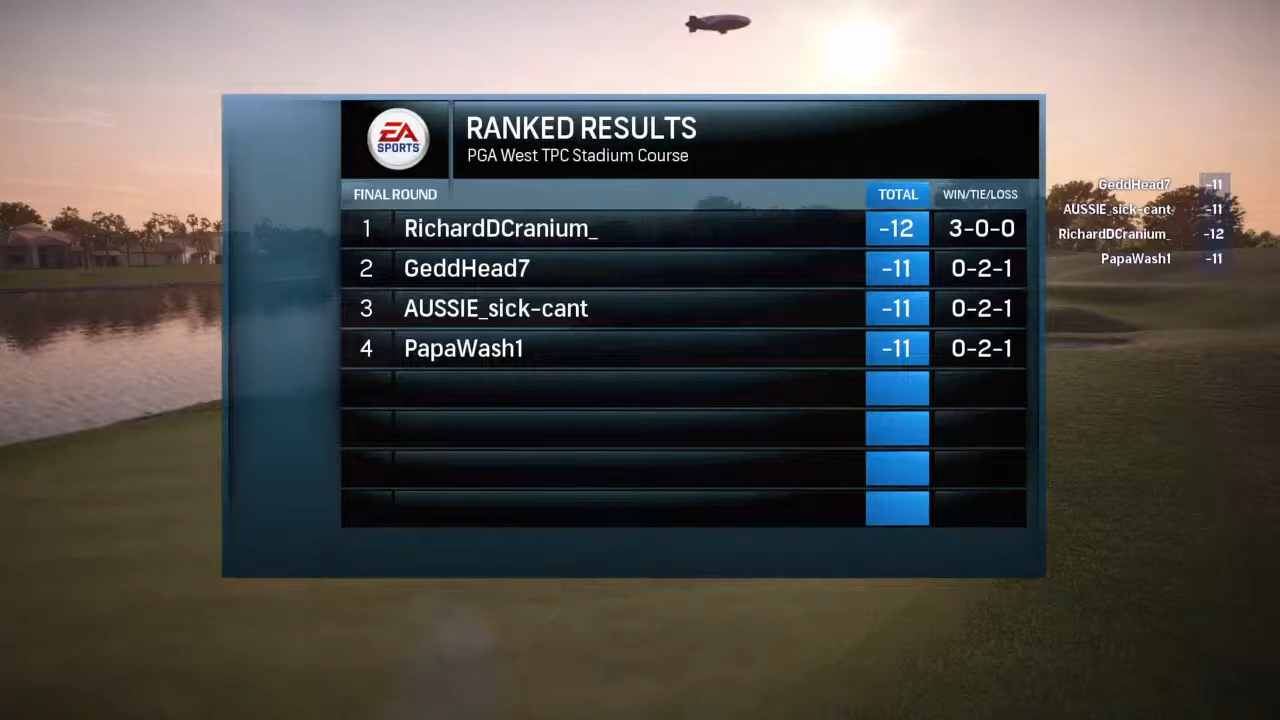 EA
SPORTS
RANKED RESULTS
PGA West TPC Stadium Course
FINAL ROUND TOTAL WIN/TIE/LOSS
1 RichardDCranium_ -12 3-0-0
2 GeddHead7 -11 0-2-1
3 AUSSIE_sick-cant -11 0-2-1
4 PapaWash1 -11 0-2-1
GeddHead7 -11
AUSSIE_sick-cant -11
RichardDCranium_ -12
PapaWash1 -11